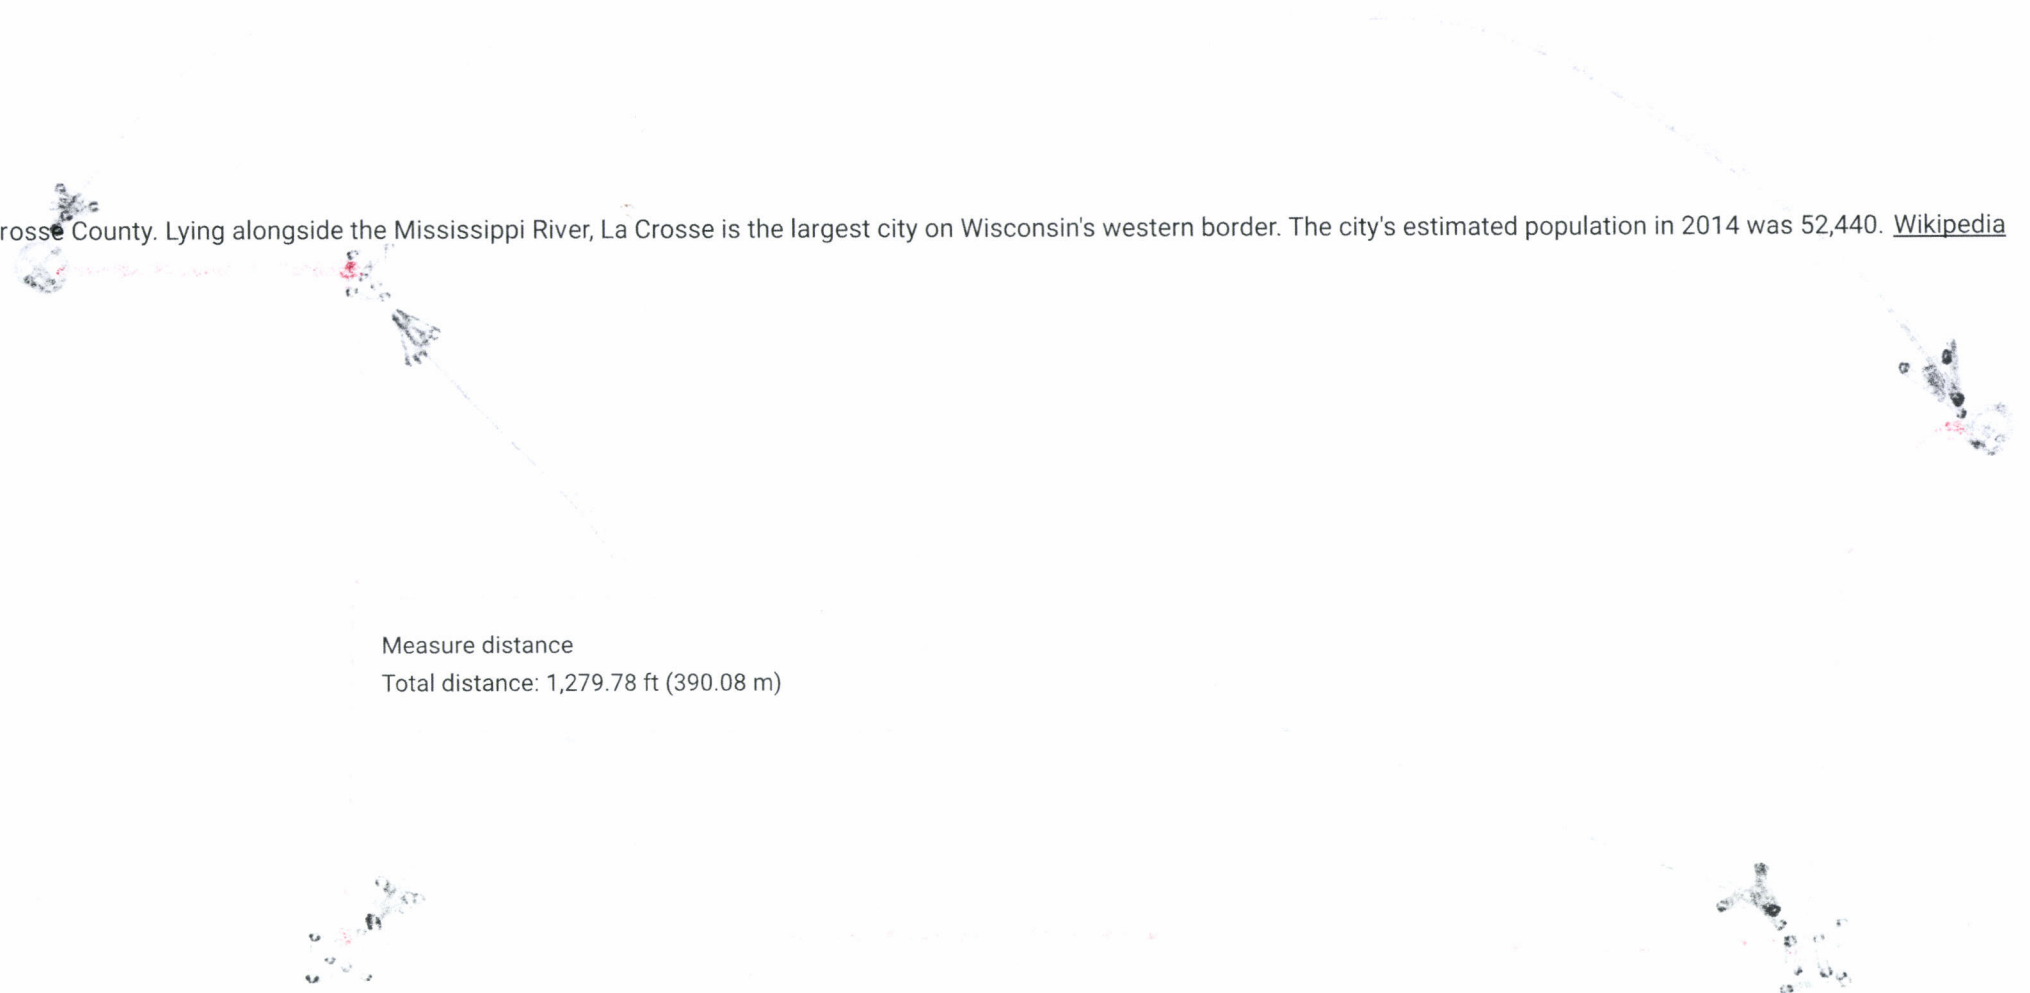 rosse County. Lying alongside the Mississippi River, La Crosse is the largest city on Wisconsin's western border. The city's estimated population in 2014 was 52,440. Wikipedia
Measure distance
Total distance: 1,279.78 ft (390.08 m)